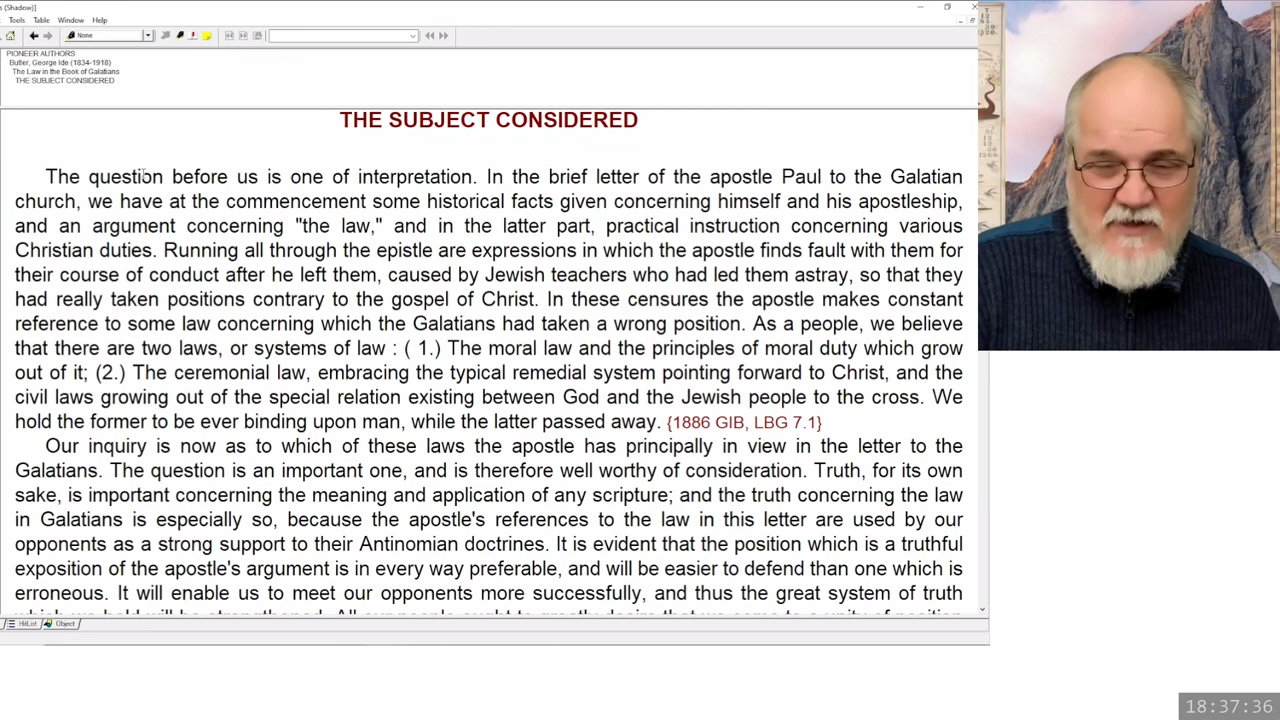 s (Shadow)]
Tools Table Window Help
None
PIONEER AUTHORS
Butler, George Ide (1834-1918)
The Law in the Book of Galatians
THE SUBJECT CONSIDERED
THE SUBJECT CONSIDERED
The question before us is one of interpretation. In the brief letter of the apostle Paul to the Galatian
church, we have at the commencement some historical facts given concerning himself and his apostleship,
and an argument concerning "the law," and in the latter part, practical instruction concerning various
Christian duties. Running all through the epistle are expressions in which the apostle finds fault with them for
their course of conduct after he left them, caused by Jewish teachers who had led them astray, so that they
had really taken positions contrary to the gospel of Christ. In these censures the apostle makes constant
reference to some law concerning which the Galatians had taken a wrong position. As a people, we believe
that there are two laws, or systems of law : ( 1.) The moral law and the principles of moral duty which grow
out of it; (2.) The ceremonial law, embracing the typical remedial system pointing forward to Christ, and the
civil laws growing out of the special relation existing between God and the Jewish people to the cross. We
hold the former to be ever binding upon man, while the latter passed away. {1886 GIB, LBG 7.1}
Our inquiry is now as to which of these laws the apostle has principally in view in the letter to the
Galatians. The question is an important one, and is therefore well worthy of consideration. Truth, for its own
sake, is important concerning the meaning and application of any scripture; and the truth concerning the law
in Galatians is especially so, because the apostle's references to the law in this letter are used by our
opponents as a strong support to their Antinomian doctrines. It is evident that the position which is a truthful
exposition of the apostle's argument is in every way preferable, and will be easier to defend than one which is
erroneous. It will enable us to meet our opponents more successfully, and thus the great system of truth
HitList Object
18:37:36